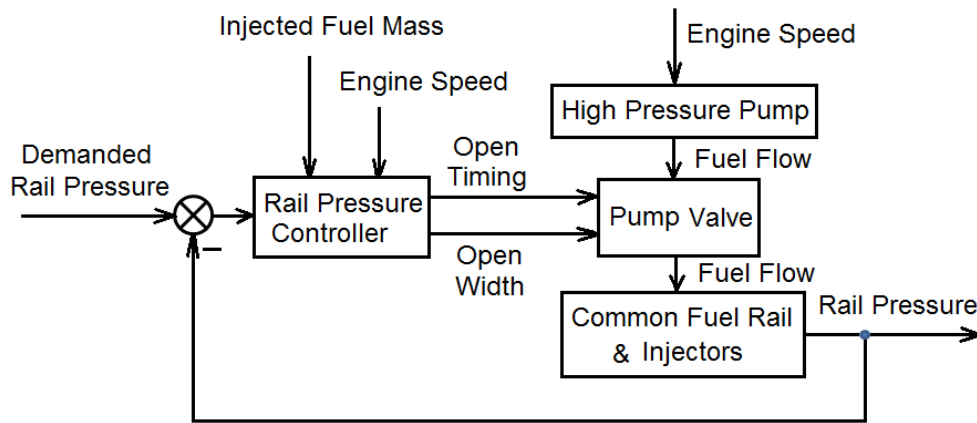 Injected Fuel Mass
Engine Speed
Engine Speed
High Pressure Pump
Demanded
Rail Pressure
Open
Timing
Fuel Flow
Rail Pressure
Controller
Pump Valve
–
Open
Width
Fuel Flow
Common Fuel Rail
& Injectors
Rail Pressure